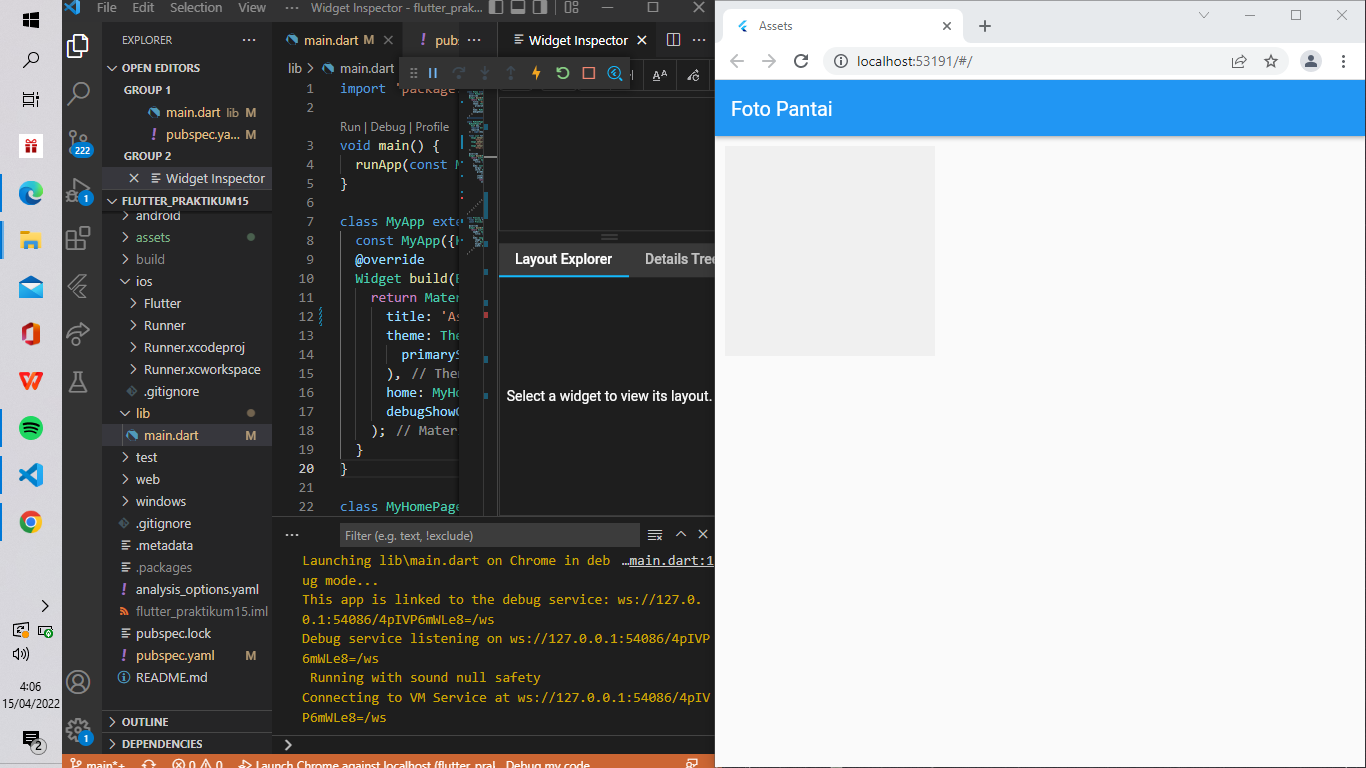 File Edit Selection View ··· Widget Inspector - flutter_prak...
EXPLORER
OPEN EDITORS
GROUP 1
main.dart lib M
pubspec.ya... M
GROUP 2
Widget Inspector
FLUTTER_PRAKTIKUM15
android
assets
build
ios
Flutter
Runner
Runner.xcodeproj
Runner.xcworkspace
.gitignore
lib
main.dart M
test
web
windows
.gitignore
.metadata
.packages
analysis_options.yaml
flutter_praktikum15.iml
pubspec.lock
pubspec.yaml M
README.md
OUTLINE
DEPENDENCIES
222
1
1
4:06
15/04/2022
2
main.dart M
! pub:
lib > main.dart
1 import 'package
2
Run | Debug | Profile
3 void main() {
4 runApp(const M
5 }
6
7 class MyApp exte
8 const MyApp({
9 @override
10 Widget build(B
11 return Mater
12 title: 'As
13 theme: The
14 primaryS
15 ), // Them
16 home: MyHo
17 debugShowC
18 ); // Mater
19 }
20 }
21
22 class MyHomePage
Widget Inspector
Layout Explorer Details Tree
Select a widget to view its layout.
Filter (e.g. text, !exclude)
Launching lib\main.dart on Chrome in deb …main.dart:1
ug mode...
This app is linked to the debug service: ws://127.0.
0.1:54086/4pIVP6mWLe8=/ws
Debug service listening on ws://127.0.0.1:54086/4pIVP
6mWLe8=/ws
Running with sound null safety
Connecting to VM Service at ws://127.0.0.1:54086/4pIV
P6mWLe8=/ws
main*+ 0 0 Launch Chrome against localhost (flutter_pral Debug my code
Assets
localhost:53191/#/
Foto Pantai